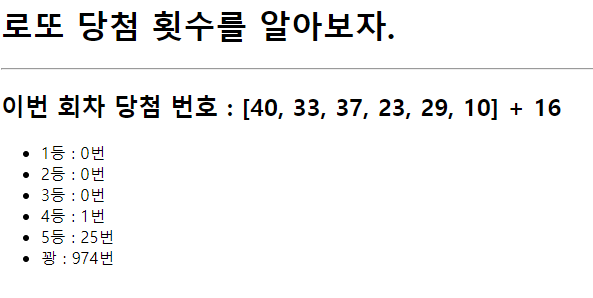 로또 당첨 횟수를 알아보자.
이번 회차 당첨 번호 : [40, 33, 37, 23, 29, 10] + 16
1등 : 0번
2등 : 0번
3등 : 0번
4등 : 1번
5등 : 25번
꽝 : 974번